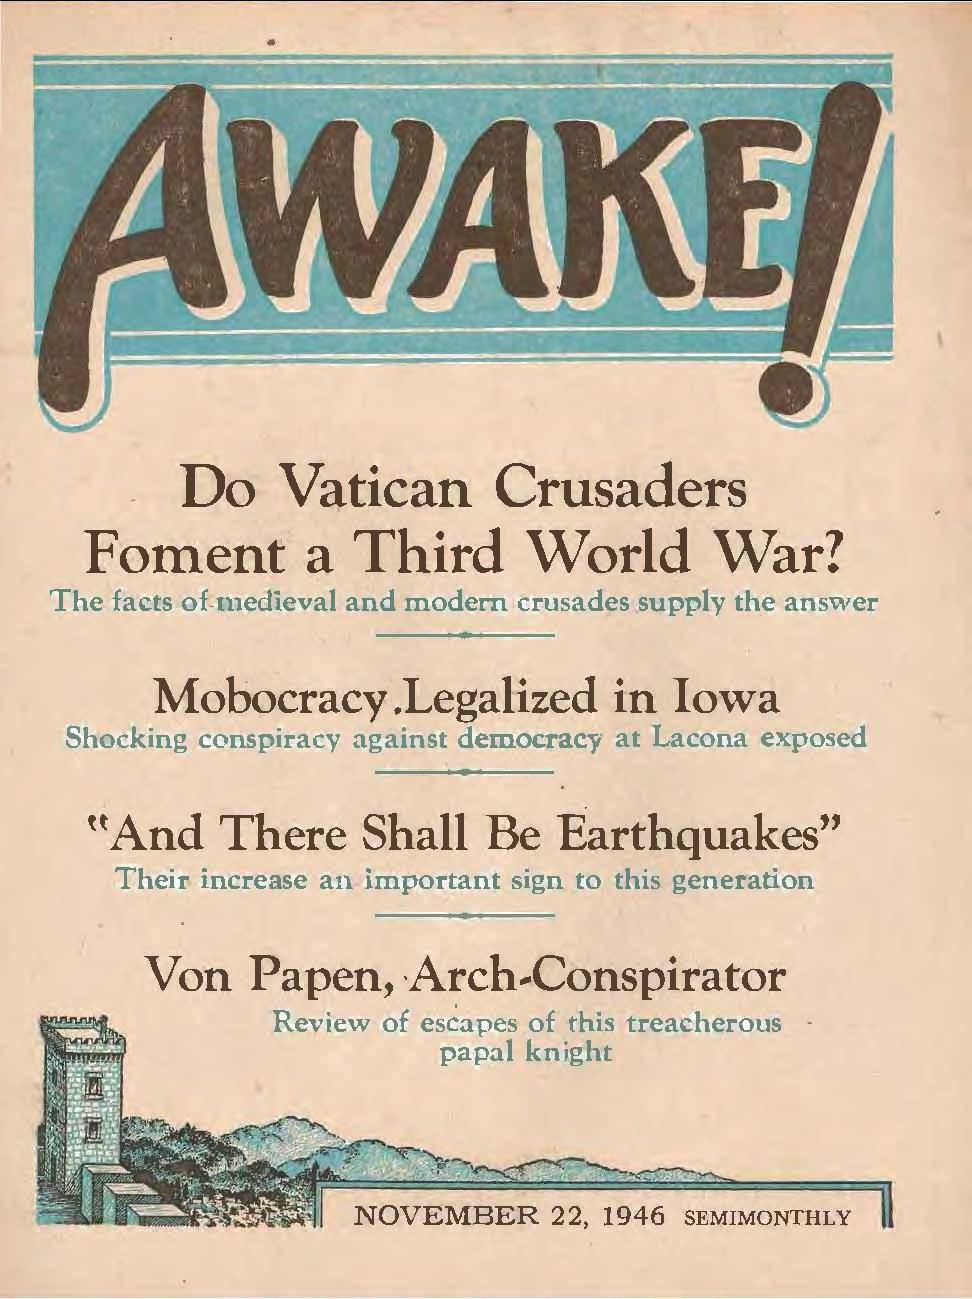 AWAKE!
Do Vatican Crusaders
Foment a Third World War?
The facts of medieval and modern crusades supply the answer
Mobocracy Legalized in Iowa
Shocking conspiracy against democracy at Lacona exposed
"And There Shall Be Earthquakes"
Their increase an important sign to this generation
Von Papen, Arch-Conspirator
Review of escapes of this treacherous
papal knight
NOVEMBER 22, 1946 SEMIMONTHLY